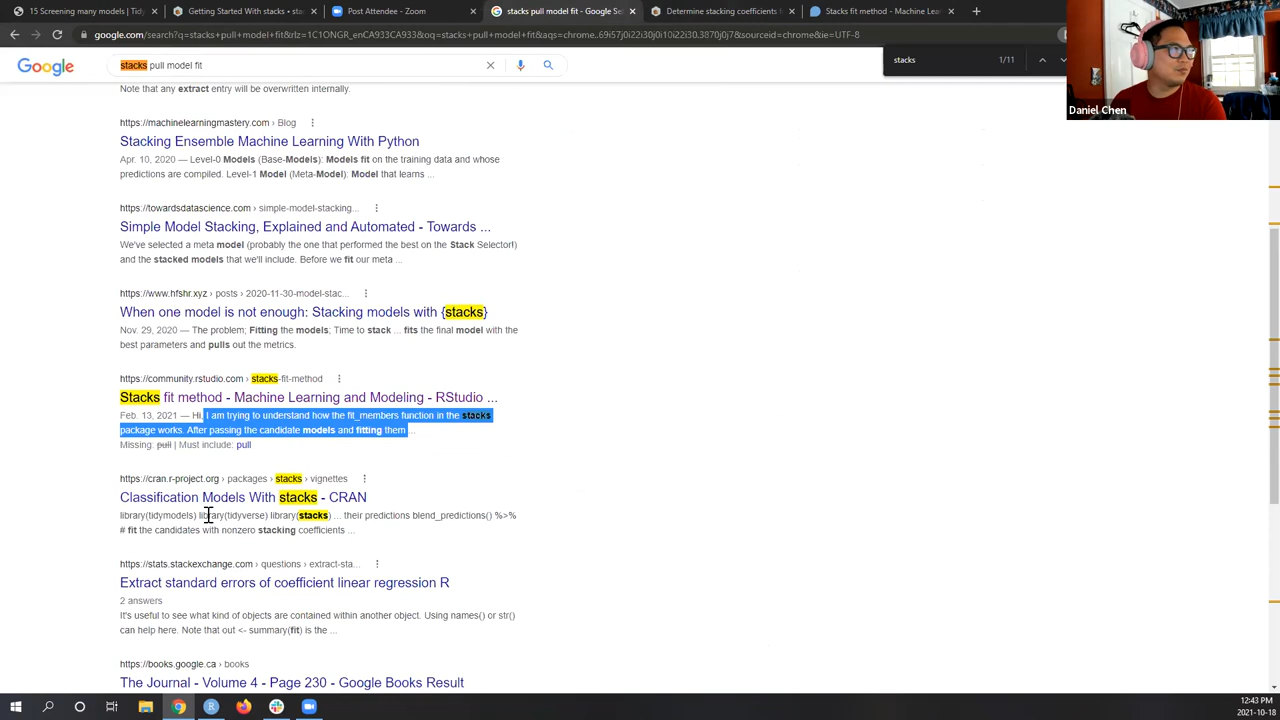 15 Screening many models | Tidy
Getting Started With Stacks • sta
Post Attendee - Zoom
stacks pull model fit - Google Se
Determine stacking coefficients
Stacks fit method - Machine Lea
google.com/search?q=stacks+pull+model+fit&rlz=1C1ONGR_enCA933CA933&oq=stacks+pull+model+fit&aqs=chrome..69i57j0i22i30j0i10i22i30.3870j0j7&sourceid=chrome&ie=UTF-8
stacks
1/11
Google
stacks pull model fit
Daniel Chen
Note that any extract entry will be overwritten internally.
https://machinelearningmastery.com › Blog
Stacking Ensemble Machine Learning With Python
Apr. 10, 2020 — Level-0 Models (Base-Models): Models fit on the training data and whose
predictions are compiled. Level-1 Model (Meta-Model): Model that learns ...
https://towardsdatascience.com › simple-model-stacking...
Simple Model Stacking, Explained and Automated - Towards ...
We've selected a meta model (probably the one that performed the best on the Stack Selector!)
and the stacked models that we'll include. Before we fit our meta ...
https://www.hfshr.xyz › posts › 2020-11-30-model-stac...
When one model is not enough: Stacking models with {stacks}
Nov. 29, 2020 — The problem; Fitting the models; Time to stack ... fits the final model with the
best parameters and pulls out the metrics.
https://community.rstudio.com › stacks-fit-method
Stacks fit method - Machine Learning and Modeling - RStudio ...
Feb. 13, 2021 — Hi, I am trying to understand how the fit_members function in the stacks
package works. After passing the candidate models and fitting them ...
Missing: pull | Must include: pull
https://cran.r-project.org › packages › stacks › vignettes
Classification Models With stacks - CRAN
library(tidymodels) library(tidyverse) library(stacks) ... their predictions blend_predictions() %>%
# fit the candidates with nonzero stacking coefficients ...
https://stats.stackexchange.com › questions › extract-sta...
Extract standard errors of coefficient linear regression R
2 answers
It's useful to see what kind of objects are contained within another object. Using names() or str()
can help here. Note that out <- summary(fit) is the ...
https://books.google.ca › books
The Journal - Volume 4 - Page 230 - Google Books Result
12:43 PM
2021-10-18